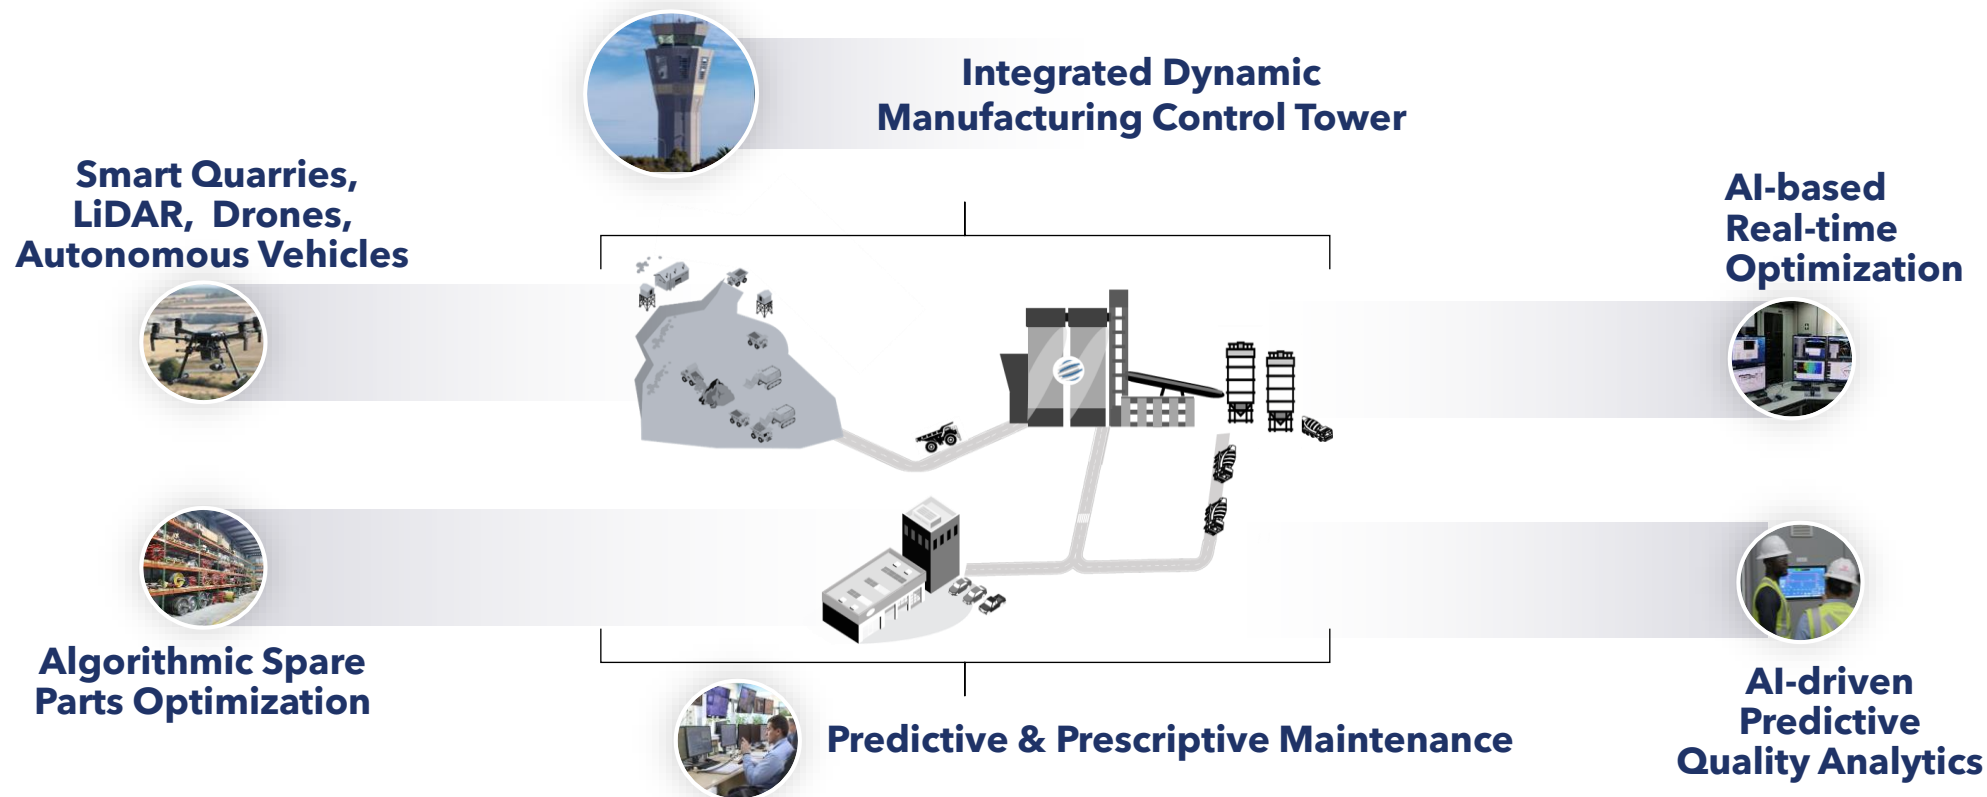 Integrated Dynamic
Manufacturing Control Tower
Smart Quarries,
LiDAR, Drones,
Autonomous Vehicles
AI-based
Real-time
Optimization
Algorithmic Spare
Parts Optimization
Predictive & Prescriptive Maintenance
AI-driven
Predictive
Quality Analytics